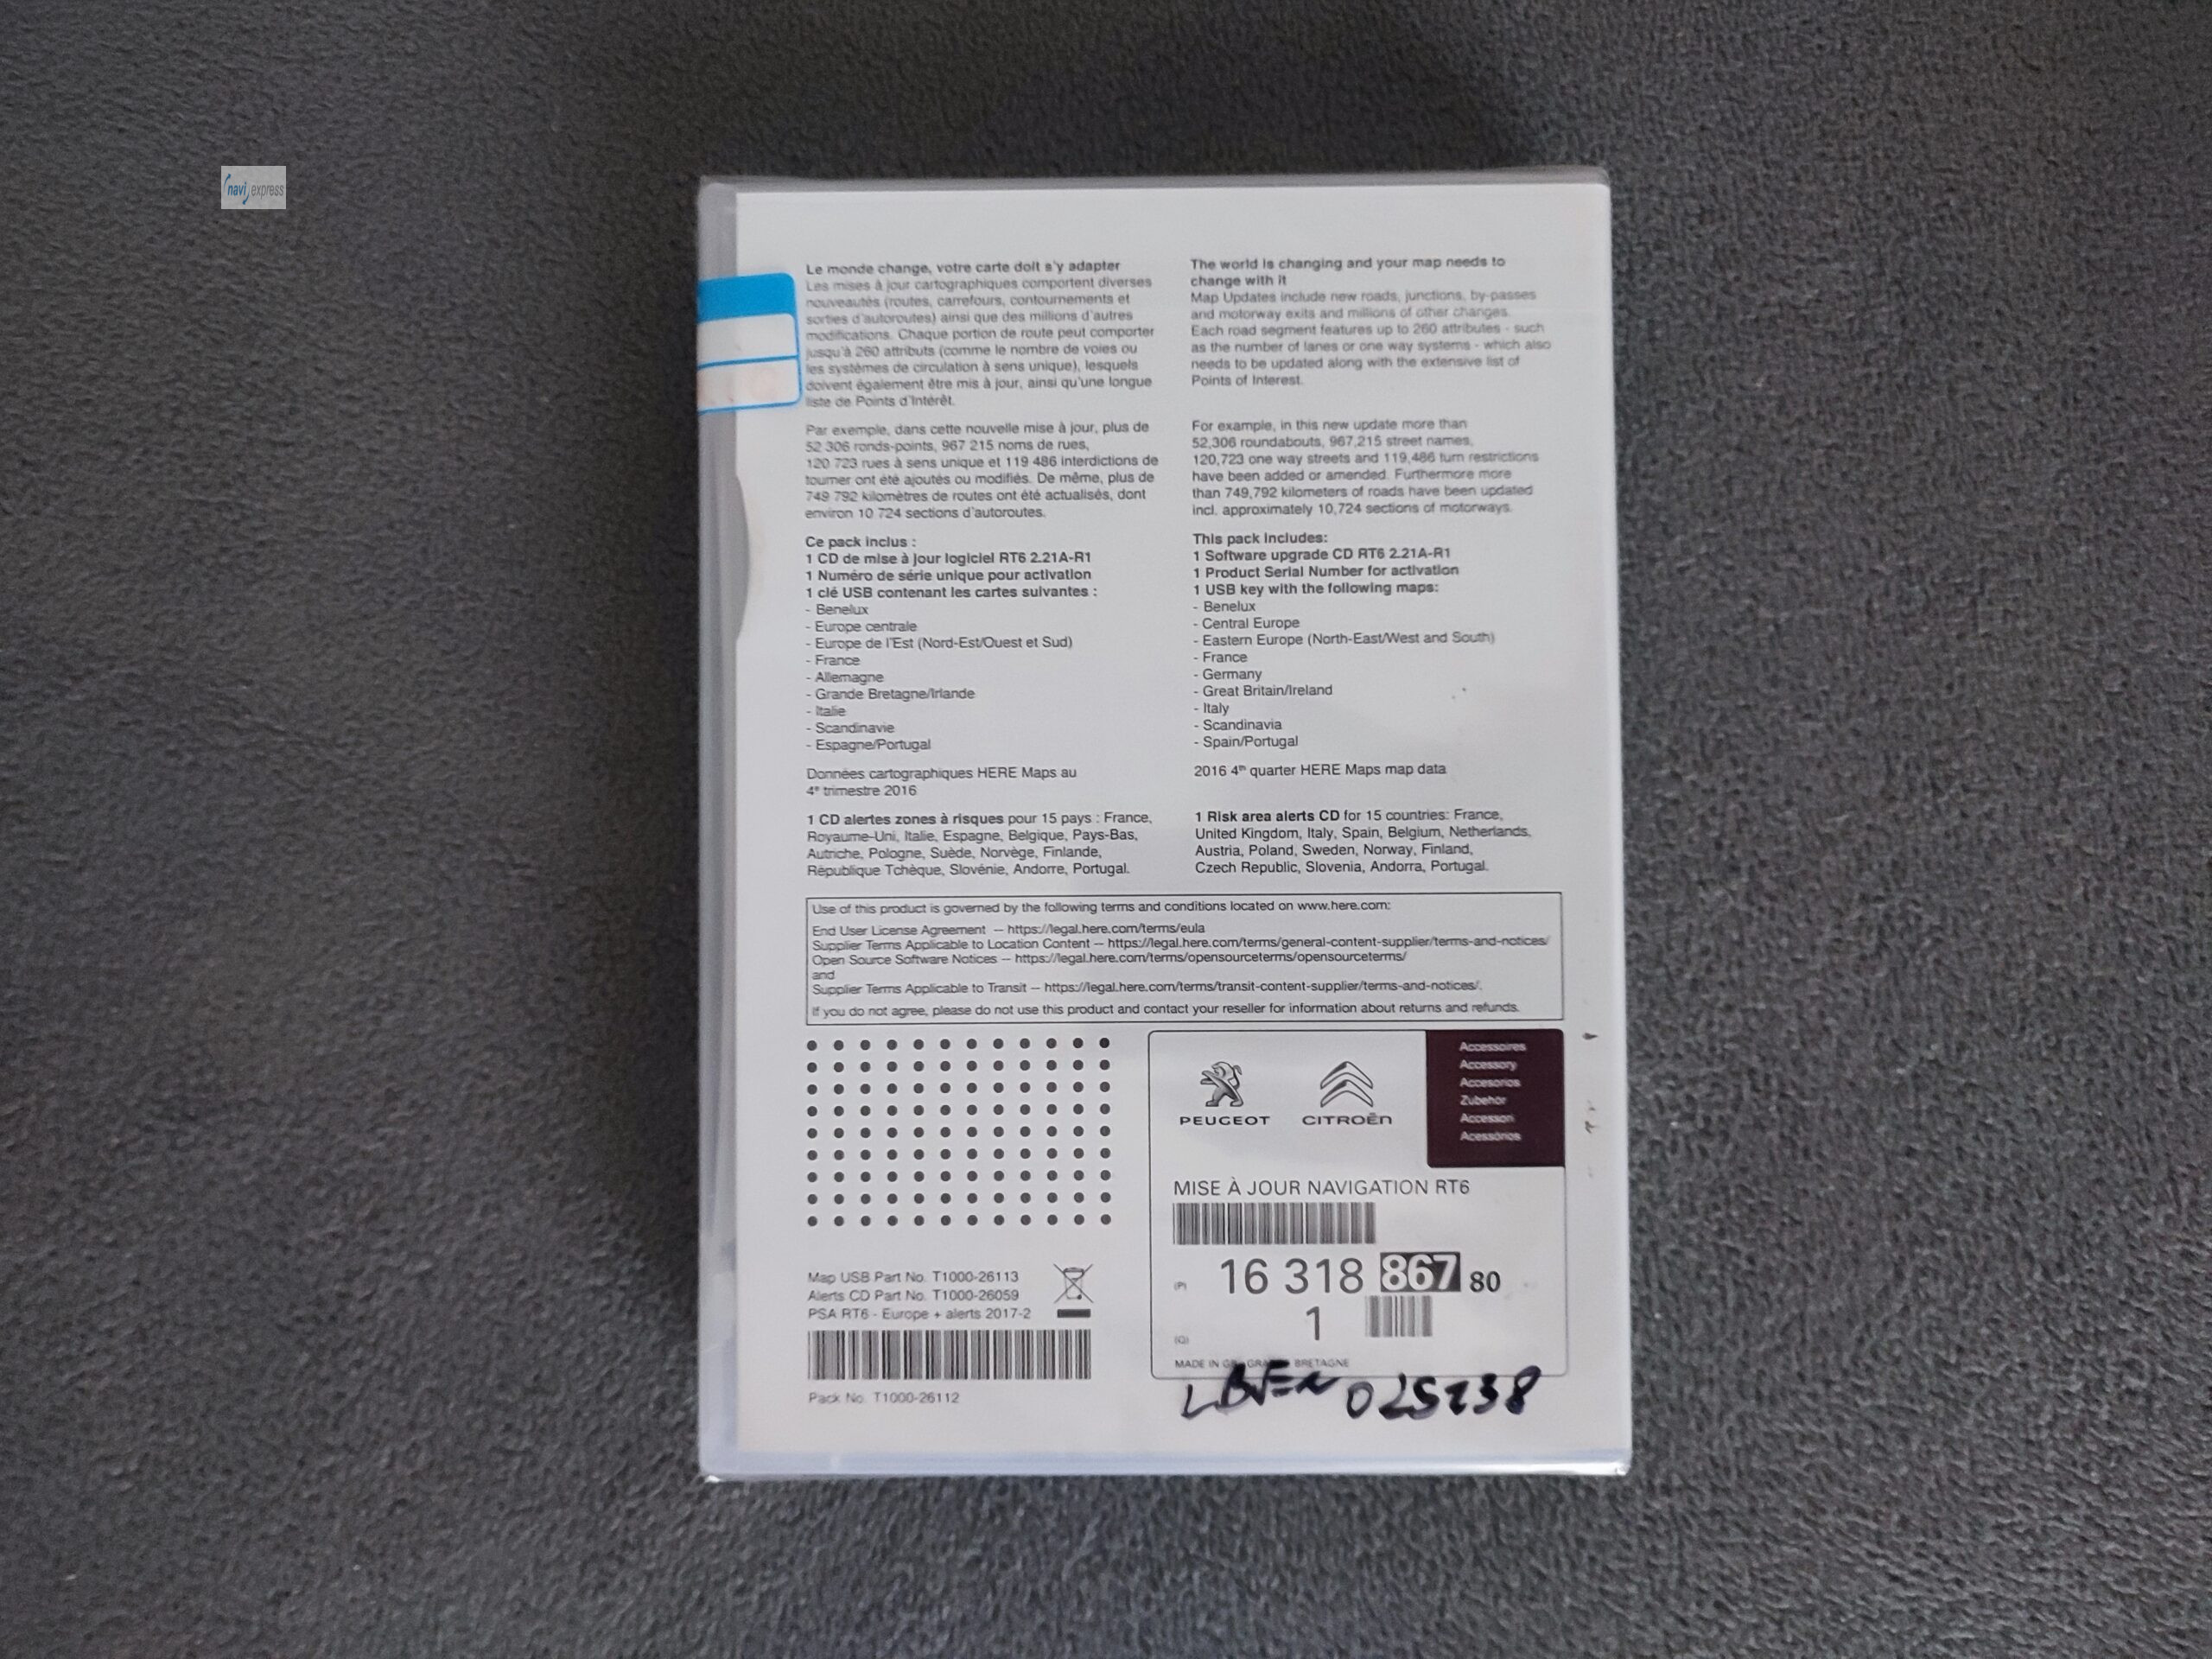 navi express
Le monde change, votre carte doit s'y adapter
Les mises à jour cartographiques comportent diverses
nouveautés (routes, carrefours, contournements et
sorties d'autoroutes) ainsi que des millions d'autres
modifications. Chaque portion de route peut comporter
jusqu'à 260 attributs (comme le nombre de voies ou
les systèmes de circulation à sens unique), lesquels
doivent également être mis à jour, ainsi qu'une longue
liste de Points d'Intérêt.
Par exemple, dans cette nouvelle mise à jour, plus de
52 306 ronds-points, 967 215 noms de rues,
120 723 rues à sens unique et 119 486 interdictions de
tourner ont été ajoutés ou modifiés. De même, plus de
749 792 kilomètres de routes ont été actualisés, dont
environ 10 724 sections d'autoroutes.
Ce pack inclus :
1 CD de mise à jour logiciel RT6 2.21A-R1
1 Numéro de série unique pour activation
1 clé USB contenant les cartes suivantes :
- Benelux
- Europe centrale
- Europe de l'Est (Nord-Est/Ouest et Sud)
- France
- Allemagne
- Grande Bretagne/Irlande
- Italie
- Scandinavie
- Espagne/Portugal
Données cartographiques HERE Maps au
4e trimestre 2016
1 CD alertes zones à risques pour 15 pays : France,
Royaume-Uni, Italie, Espagne, Belgique, Pays-Bas,
Autriche, Pologne, Suède, Norvège, Finlande,
République Tchèque, Slovénie, Andorre, Portugal.
The world is changing and your map needs to
change with it
Map Updates include new roads, junctions, by-passes
and motorway exits and millions of other changes.
Each road segment features up to 260 attributes - such
as the number of lanes or one way systems - which also
needs to be updated along with the extensive list of
Points of Interest.
For example, in this new update more than
52,306 roundabouts, 967,215 street names,
120,723 one way streets and 119,486 turn restrictions
have been added or amended. Furthermore more
than 749,792 kilometers of roads have been updated
incl. approximately 10,724 sections of motorways.
This pack includes:
1 Software upgrade CD RT6 2.21A-R1
1 Product Serial Number for activation
1 USB key with the following maps:
- Benelux
- Central Europe
- Eastern Europe (North-East/West and South)
- France
- Germany
- Great Britain/Ireland
- Italy
- Scandinavia
- Spain/Portugal
2016 4th quarter HERE Maps map data
1 Risk area alerts CD for 15 countries: France,
United Kingdom, Italy, Spain, Belgium, Netherlands,
Austria, Poland, Sweden, Norway, Finland,
Czech Republic, Slovenia, Andorra, Portugal.
Use of this product is governed by the following terms and conditions located on www.here.com:
End User License Agreement – https://legal.here.com/terms/eula
Supplier Terms Applicable to Location Content – https://legal.here.com/terms/general-content-supplier/terms-and-notices/
Open Source Software Notices – https://legal.here.com/terms/opensourceterms/opensourceterms/
and
Supplier Terms Applicable to Transit – https://legal.here.com/terms/transit-content-supplier/terms-and-notices/.
If you do not agree, please do not use this product and contact your reseller for information about returns and refunds.
Map USB Part No. T1000-26113
Alerts CD Part No. T1000-26059
PSA RT6 - Europe + alerts 2017-2
Pack No. T1000-26112
PEUGEOT CITROËN
Accessoires
Accessory
Accesorios
Zubehör
Accessori
Acessórios
MISE À JOUR NAVIGATION RT6
(P) 16 318 867 80
(Q) 1
MADE IN BRETAGNE